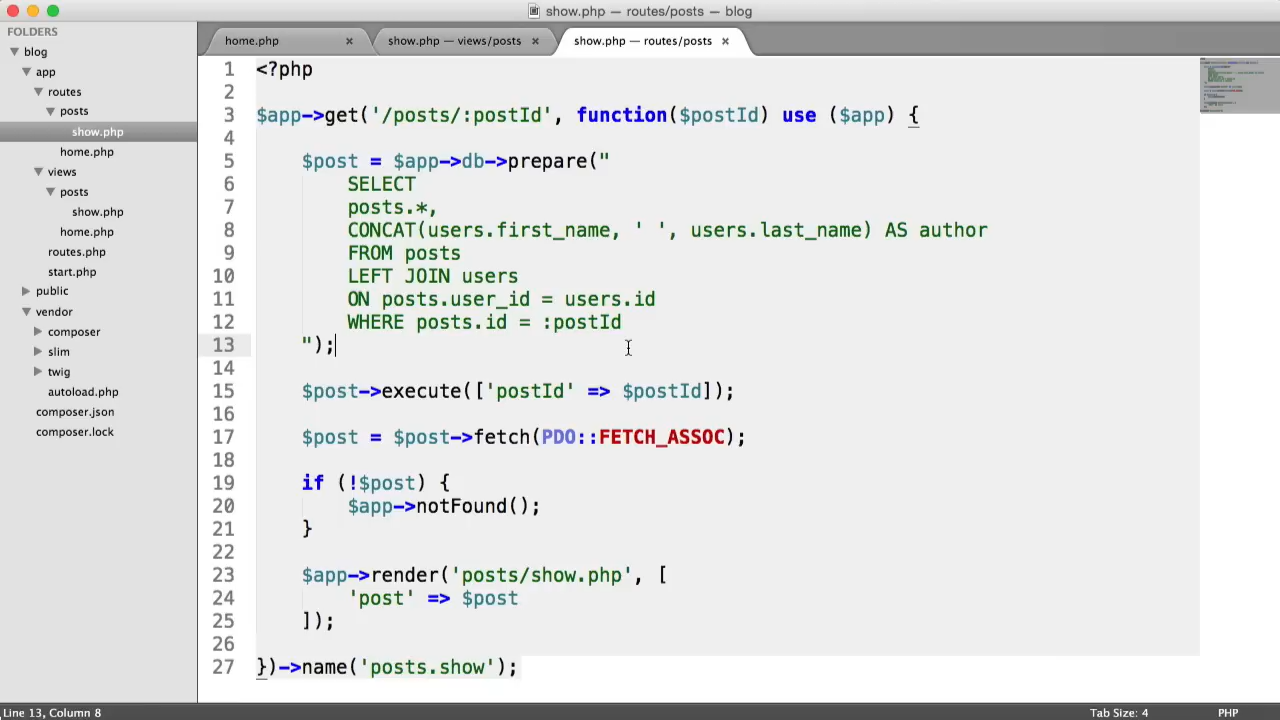 show.php — routes/posts — blog
FOLDERS
blog
app
routes
posts
show.php
home.php
views
posts
show.php
home.php
routes.php
start.php
public
vendor
composer
slim
twig
autoload.php
composer.json
composer.lock
home.php ×
show.php — views/posts ×
show.php — routes/posts ×
1 <?php
2
3 $app->get('/posts/:postId', function($postId) use ($app) {
4
5     $post = $app->db->prepare("
6         SELECT
7         posts.*,
8         CONCAT(users.first_name, ' ', users.last_name) AS author
9         FROM posts
10         LEFT JOIN users
11         ON posts.user_id = users.id
12         WHERE posts.id = :postId
13     ");
14
15     $post->execute(['postId' => $postId]);
16
17     $post = $post->fetch(PDO::FETCH_ASSOC);
18
19     if (!$post) {
20         $app->notFound();
21     }
22
23     $app->render('posts/show.php', [
24         'post' => $post
25     ]);
26
27 })->name('posts.show');
Line 13, Column 8
Tab Size: 4
PHP